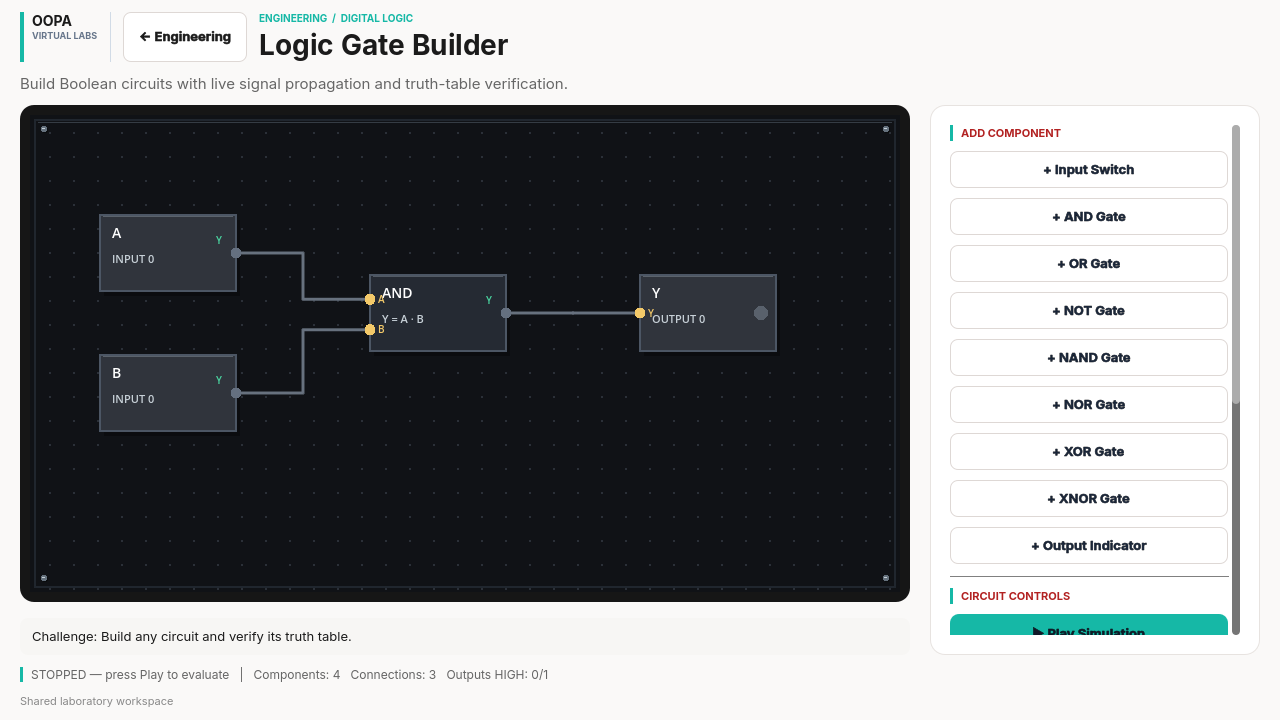 OOPA
VIRTUAL LABS
← Engineering
ENGINEERING / DIGITAL LOGIC
Logic Gate Builder
Build Boolean circuits with live signal propagation and truth-table verification.
A
Y
INPUT 0
B
Y
INPUT 0
AND
A
Y
Y = A · B
B
Y
Y
OUTPUT 0
ADD COMPONENT
+ Input Switch
+ AND Gate
+ OR Gate
+ NOT Gate
+ NAND Gate
+ NOR Gate
+ XOR Gate
+ XNOR Gate
+ Output Indicator
CIRCUIT CONTROLS
▶ Play Simulation
Challenge: Build any circuit and verify its truth table.
STOPPED — press Play to evaluate | Components: 4 Connections: 3 Outputs HIGH: 0/1
Shared laboratory workspace